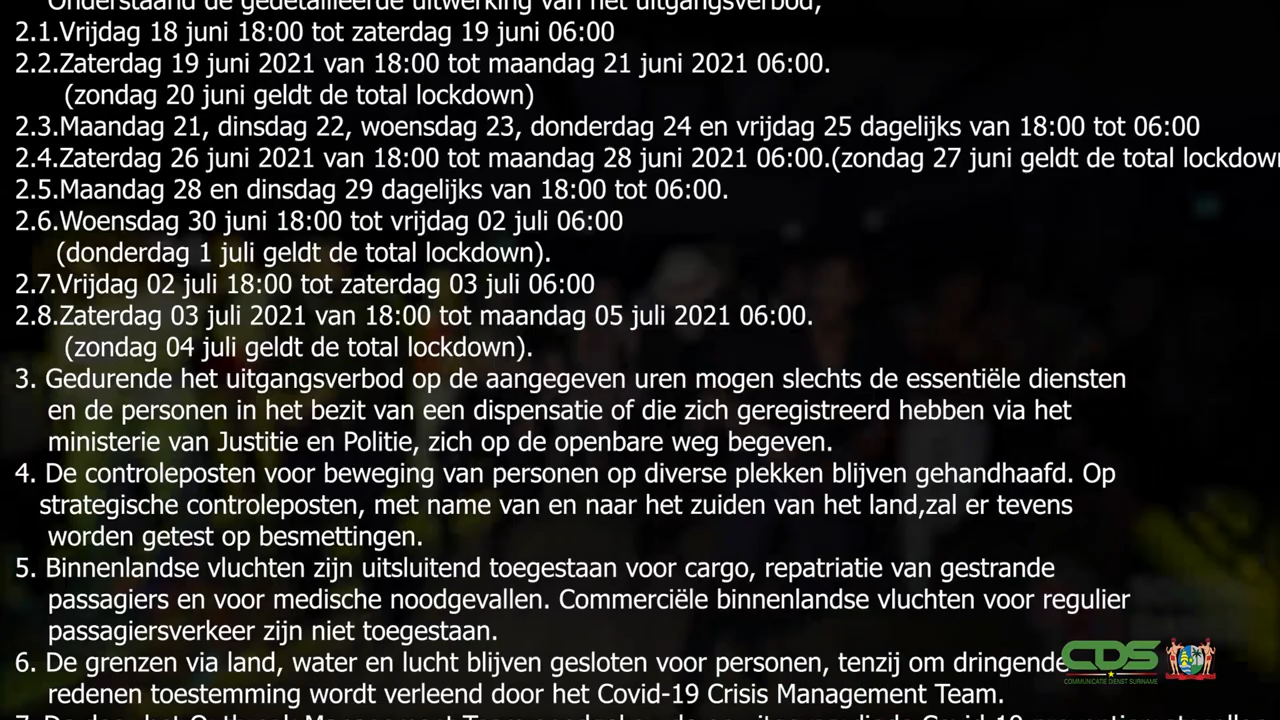 Onderstaand de gedetailleerde uitwerking van het uitgangsverbod;
2.1.Vrijdag 18 juni 18:00 tot zaterdag 19 juni 06:00
2.2.Zaterdag 19 juni 2021 van 18:00 tot maandag 21 juni 2021 06:00.
(zondag 20 juni geldt de total lockdown)
2.3.Maandag 21, dinsdag 22, woensdag 23, donderdag 24 en vrijdag 25 dagelijks van 18:00 tot 06:00
2.4.Zaterdag 26 juni 2021 van 18:00 tot maandag 28 juni 2021 06:00.(zondag 27 juni geldt de total lockdown
2.5.Maandag 28 en dinsdag 29 dagelijks van 18:00 tot 06:00.
2.6.Woensdag 30 juni 18:00 tot vrijdag 02 juli 06:00
(donderdag 1 juli geldt de total lockdown).
2.7.Vrijdag 02 juli 18:00 tot zaterdag 03 juli 06:00
2.8.Zaterdag 03 juli 2021 van 18:00 tot maandag 05 juli 2021 06:00.
(zondag 04 juli geldt de total lockdown).
3. Gedurende het uitgangsverbod op de aangegeven uren mogen slechts de essentiële diensten
en de personen in het bezit van een dispensatie of die zich geregistreerd hebben via het
ministerie van Justitie en Politie, zich op de openbare weg begeven.
4. De controleposten voor beweging van personen op diverse plekken blijven gehandhaafd. Op
strategische controleposten, met name van en naar het zuiden van het land,zal er tevens
worden getest op besmettingen.
5. Binnenlandse vluchten zijn uitsluitend toegestaan voor cargo, repatriatie van gestrande
passagiers en voor medische noodgevallen. Commerciële binnenlandse vluchten voor regulier
passagiersverkeer zijn niet toegestaan.
6. De grenzen via land, water en lucht blijven gesloten voor personen, tenzij om dringende
redenen toestemming wordt verleend door het Covid-19 Crisis Management Team.
CDS
COMMUNICATIE DIENST SURINAME